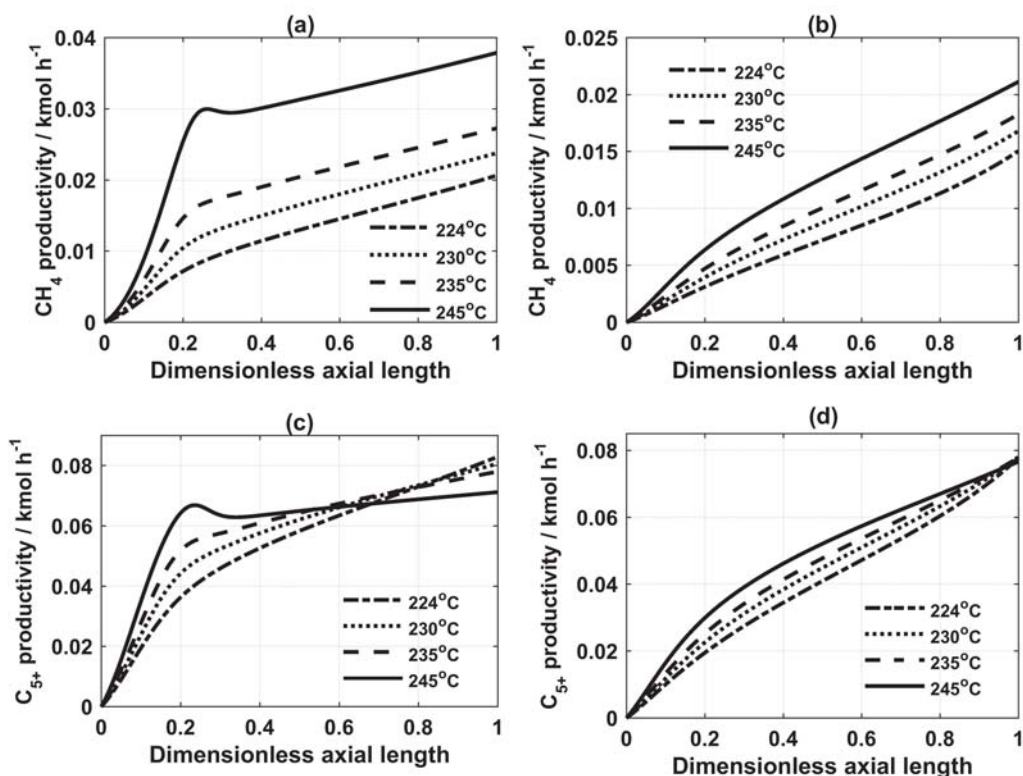 (a)
CH4 productivity / kmol h-1
0.04
0.03
0.02
0.01
0
224°C
230°C
235°C
245°C
0 0.2 0.4 0.6 0.8 1
Dimensionless axial length
(b)
CH4 productivity / kmol h-1
0.025
0.02
0.015
0.01
0.005
0
224°C
230°C
235°C
245°C
0 0.2 0.4 0.6 0.8 1
Dimensionless axial length
(c)
C5+ productivity / kmol h-1
0.08
0.06
0.04
0.02
0
224°C
230°C
235°C
245°C
0 0.2 0.4 0.6 0.8 1
Dimensionless axial length
(d)
C5+ productivity / kmol h-1
0.08
0.06
0.04
0.02
0
224°C
230°C
235°C
245°C
0 0.2 0.4 0.6 0.8 1
Dimensionless axial length